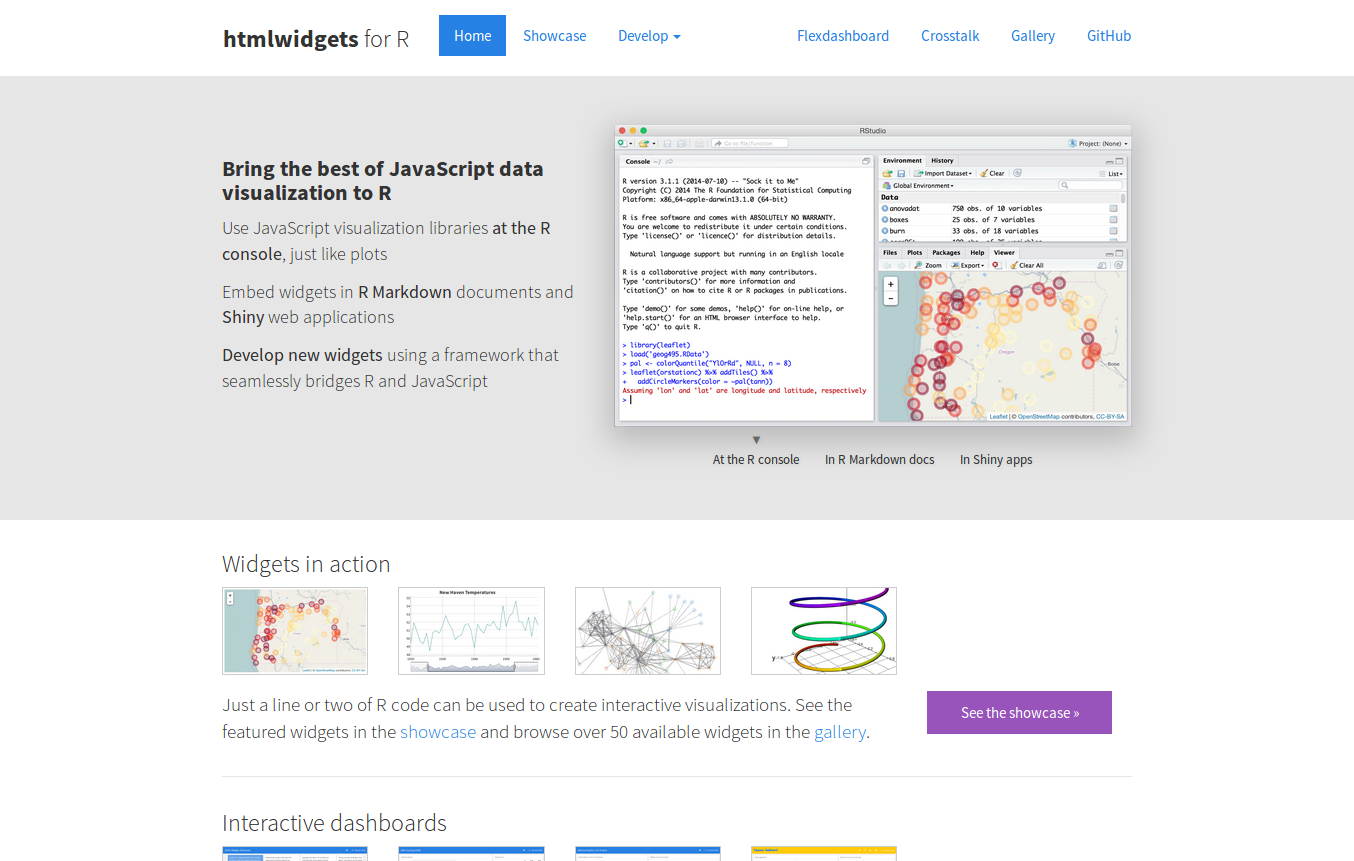 htmlwidgets for R
Home
Showcase
Develop
Flexdashboard
Crosstalk
Gallery
GitHub
Bring the best of JavaScript data
visualization to R
Use JavaScript visualization libraries at the R
console, just like plots
Embed widgets in R Markdown documents and
Shiny web applications
Develop new widgets using a framework that
seamlessly bridges R and JavaScript
RStudio
Go to file/function
Project: (None)
Console ~/
R version 3.1.1 (2014-07-10) -- "Sock it to Me"
Copyright (C) 2014 The R Foundation for Statistical Computing
Platform: x86_64-apple-darwin13.1.0 (64-bit)
R is free software and comes with ABSOLUTELY NO WARRANTY.
You are welcome to redistribute it under certain conditions.
Type 'license()' or 'licence()' for distribution details.
Natural language support but running in an English locale
R is a collaborative project with many contributors.
Type 'contributors()' for more information and
'citation()' on how to cite R or R packages in publications.
Type 'demo()' for some demos, 'help()' for on-line help, or
'help.start()' for an HTML browser interface to help.
Type 'q()' to quit R.
> library(leaflet)
> load('geog495.RData')
> pal <- colorQuantile("YlOrRd", NULL, n = 8)
> leaflet(orstationc) %>% addTiles() %>%
+ addCircleMarkers(color = ~pal(tann))
Assuming 'lon' and 'lat' are longitude and latitude, respectively
>
Environment History
Import Dataset Clear List
Global Environment
Data
anovadat 750 obs. of 10 variables
boxes 25 obs. of 7 variables
burn 33 obs. of 18 variables
Files Plots Packages Help Viewer
Zoom Export Clear All
+
-
Oregon
Boise
Leaflet | © OpenStreetMap contributors, CC-BY-SA
At the R console
In R Markdown docs
In Shiny apps
Widgets in action
New Haven Temperatures
Just a line or two of R code can be used to create interactive visualizations. See the
featured widgets in the showcase and browse over 50 available widgets in the gallery.
See the showcase »
Interactive dashboards